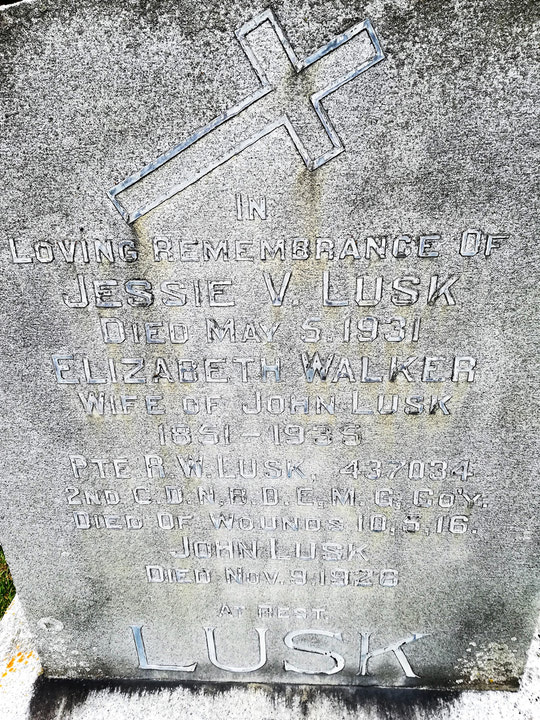 IN
LOVING REMEMBRANCE OF
JESSIE V. LUSK
DIED MAY 5, 1931
ELIZABETH WALKER
WIFE OF JOHN LUSK
1851-1935
PTE R. W. LUSK, 437034
2ND C. D. N. B. D. E, M. G, CO'Y.
DIED OF WOUNDS 10, 5, 16.
JOHN LUSK
DIED NOV. 9. 1928
AT REST.
LUSK